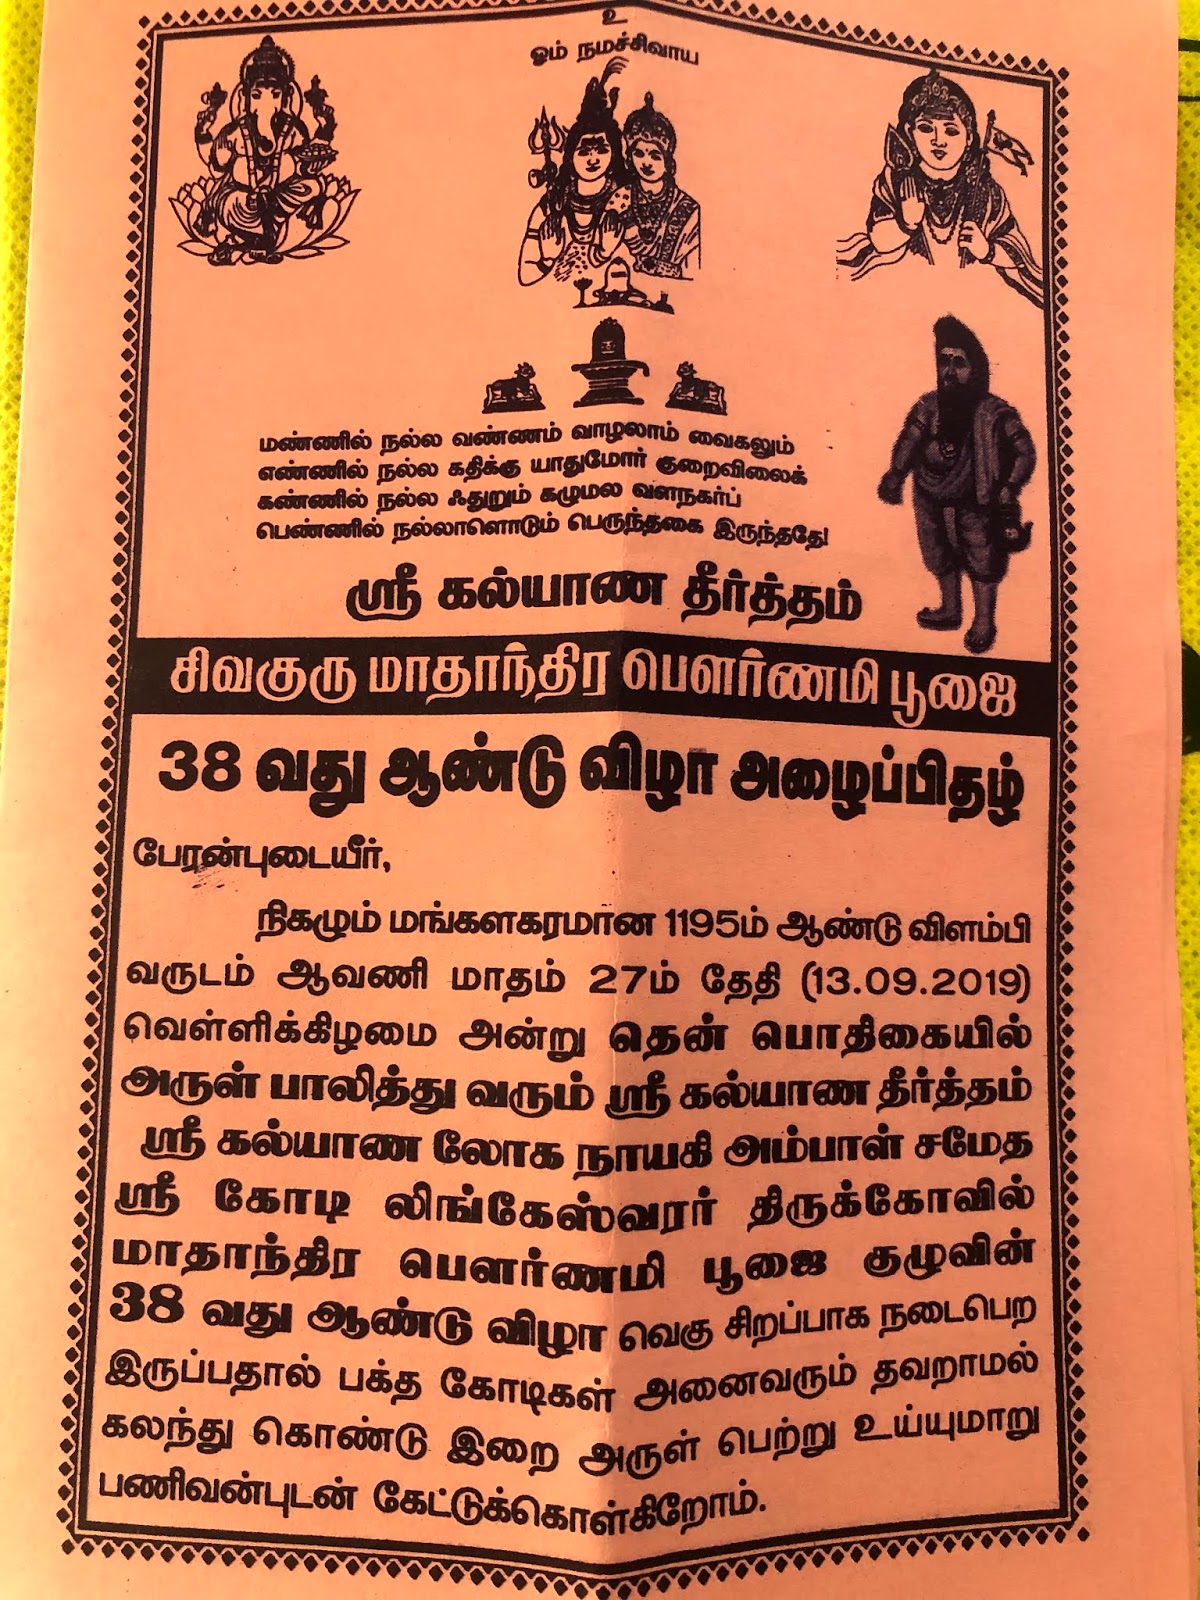 உ
ஓம் நமச்சிவாய
மண்ணில் நல்ல வண்ணம் வாழலாம் வைகலும்
எண்ணில் நல்ல கதிக்கு யாதுமோர் குறைவிலைக்
கண்ணில் நல்ல ஃதுறும் கழுமல வளநகர்ப்
பெண்ணில் நல்லாளொடும் பெருந்தகை இருந்ததே!
ஸ்ரீ கல்யாண தீர்த்தம்
சிவகுரு மாதாந்திர பௌர்ணமி பூஜை
38 வது ஆண்டு விழா அழைப்பிதழ்
பேரன்புடையீர்,
நிகழும் மங்களகரமான 1195ம் ஆண்டு விளம்பி
வருடம் ஆவணி மாதம் 27ம் தேதி (13.09.2019)
வெள்ளிக்கிழமை அன்று தென் பொதிகையில்
அருள் பாலித்து வரும் ஸ்ரீ கல்யாண தீர்த்தம்
ஸ்ரீ கல்யாண லோக நாயகி அம்பாள் சமேத
ஸ்ரீ கோடி லிங்கேஸ்வரர் திருக்கோவில்
மாதாந்திர பௌர்ணமி பூஜை குழுவின்
38 வது ஆண்டு விழா வெகு சிறப்பாக நடைபெற
இருப்பதால் பக்த கோடிகள் அனைவரும் தவறாமல்
கலந்து கொண்டு இறை அருள் பெற்று உய்யுமாறு
பணிவன்புடன் கேட்டுக்கொள்கிறோம்.